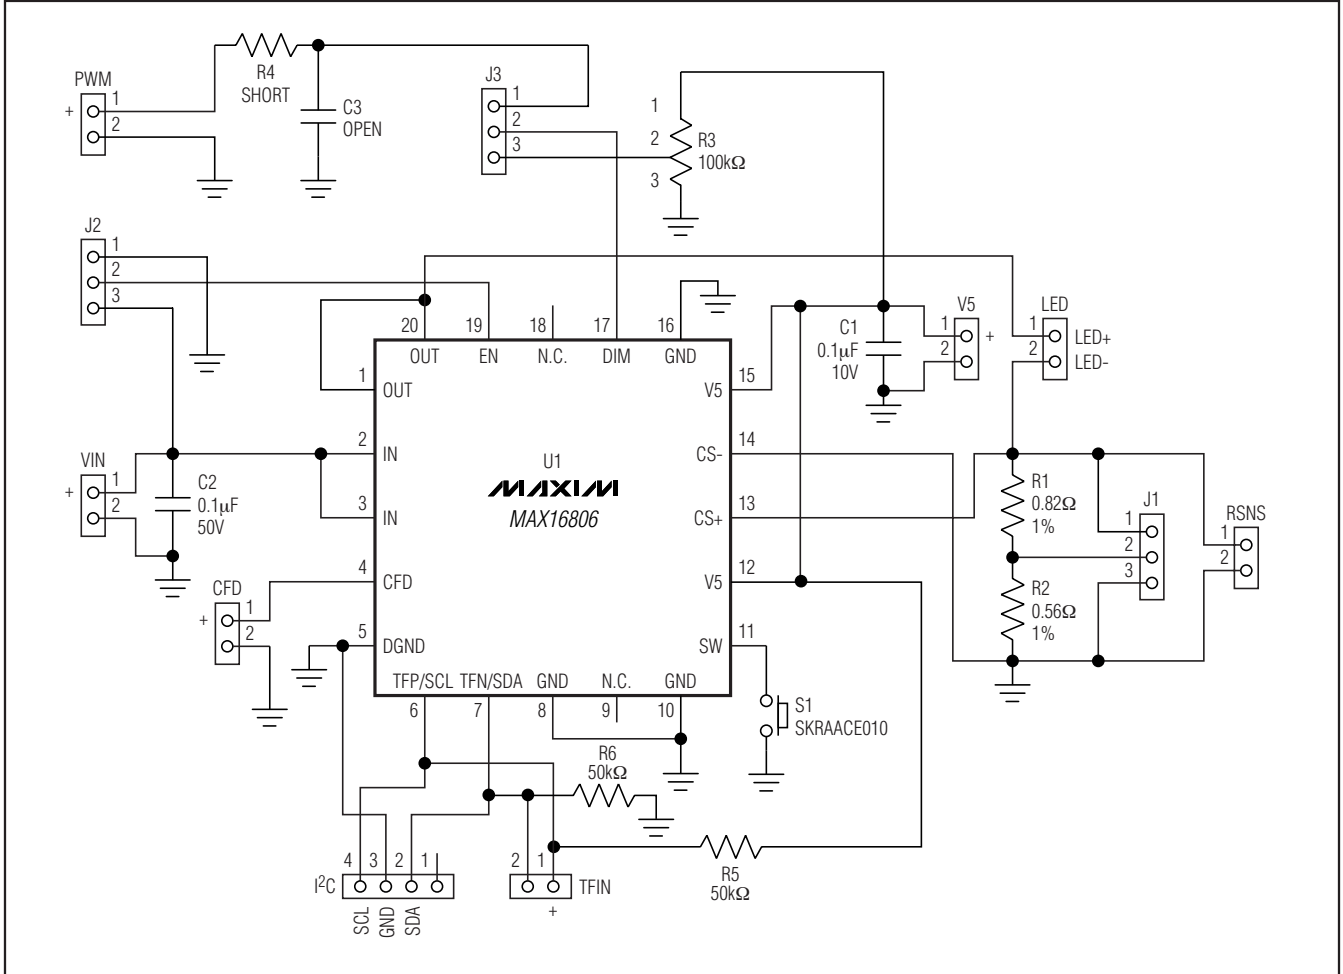 PWM
+
1
2
R4
SHORT
C3
OPEN
J3
1
2
3
1
2
3
R3
100kΩ
J2
1
2
3
20
19
18
17
16
OUT
EN
N.C.
DIM
GND
1
OUT
2
IN
3
IN
4
CFD
5
DGND
U1
MAXIM
MAX16806
15
V5
14
CS-
13
CS+
12
V5
11
SW
TFP/SCL
TFN/SDA
GND
N.C.
GND
6
7
8
9
10
C1
0.1µF
10V
V5
1
2
+
LED
1
2
LED+
LED-
VIN
+
1
2
C2
0.1µF
50V
CFD
+
1
2
R1
0.82Ω
1%
R2
0.56Ω
1%
J1
1
2
3
RSNS
1
2
S1
SKRAACE010
R6
50kΩ
R5
50kΩ
4
3
2
1
I²C
SCL
GND
SDA
2
1
TFIN
+